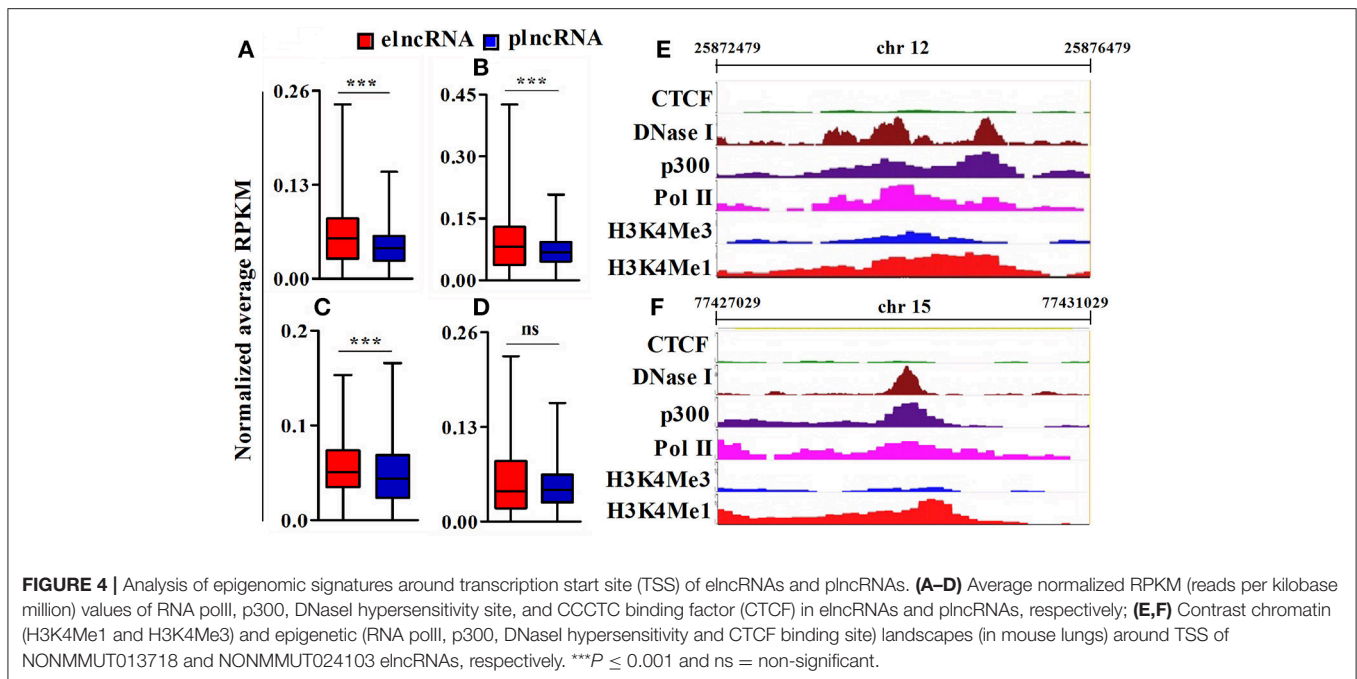 elncRNA plncRNA
A
B
***
***
0.26
0.13
0.00
0.45
0.30
0.15
0.00
Normalized average RPKM
C
D
***
ns
0.2
0.1
0.0
0.26
0.13
0.00
E
25872479 chr 12 25876479
CTCF
DNase I
p300
Pol II
H3K4Me3
H3K4Me1
F
77427029 chr 15 77431029
CTCF
DNase I
p300
Pol II
H3K4Me3
H3K4Me1
FIGURE 4 | Analysis of epigenomic signatures around transcription start site (TSS) of elncRNAs and plncRNAs. (A–D) Average normalized RPKM (reads per kilobase
million) values of RNA polII, p300, DNaseI hypersensitivity site, and CCCTC binding factor (CTCF) in elncRNAs and plncRNAs, respectively; (E,F) Contrast chromatin
(H3K4Me1 and H3K4Me3) and epigenetic (RNA polII, p300, DNaseI hypersensitivity and CTCF binding site) landscapes (in mouse lungs) around TSS of
NONMMUT013718 and NONMMUT024103 elncRNAs, respectively. ***P ≤ 0.001 and ns = non-significant.